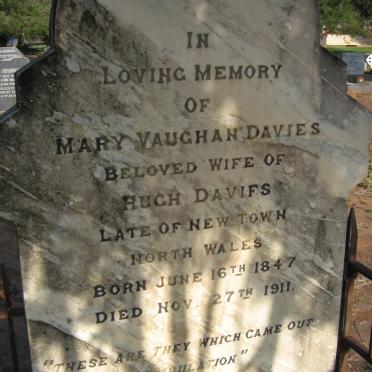 IN
LOVING MEMORY
OF
MARY VAUGHAN DAVIES
BELOVED WIFE OF
HUGH DAVIES
LATE OF NEW TOWN
NORTH WALES
BORN JUNE 16TH 1847
DIED NOV. 27TH 1911.
"THESE ARE THEY WHICH CAME OUT
TRIBULATION"